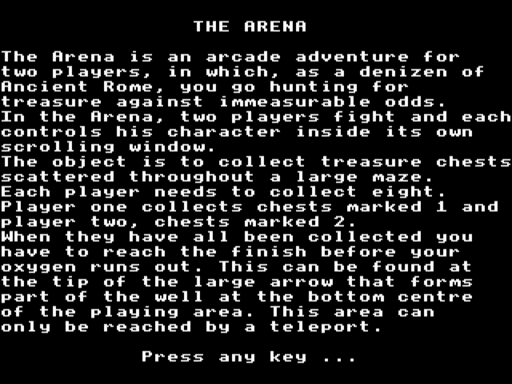 THE ARENA
The Arena is an arcade adventure for
two players, in which, as a denizen of
Ancient Rome, you go hunting for
treasure against immeasurable odds.
In the Arena, two players fight and each
controls his character inside its own
scrolling window.
The object is to collect treasure chests
scattered throughout a large maze.
Each player needs to collect eight.
Player one collects chests marked 1 and
player two, chests marked 2.
When they have all been collected you
have to reach the finish before your
oxygen runs out. This can be found at
the tip of the large arrow that forms
part of the well at the bottom centre
of the playing area. This area can
only be reached by a teleport.
Press any key ...